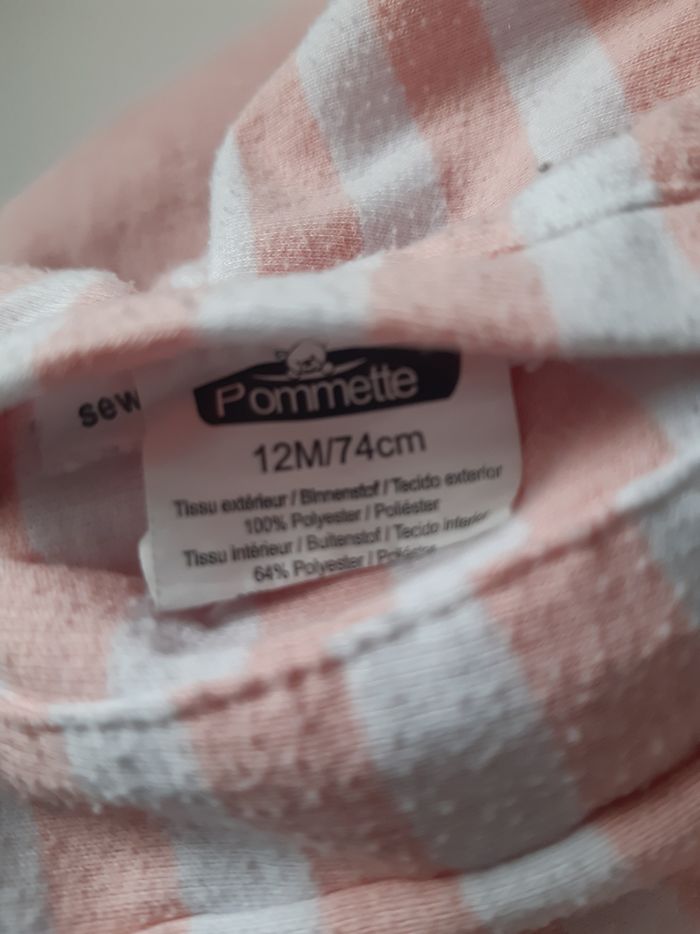 Pommette
sew
12M/74cm
Tissu extérieur / Binnenstof / Tecido exterior
100% Polyester / Poliéster
Tissu intérieur / Buitenstof / Tecido interior
64% Polyester /